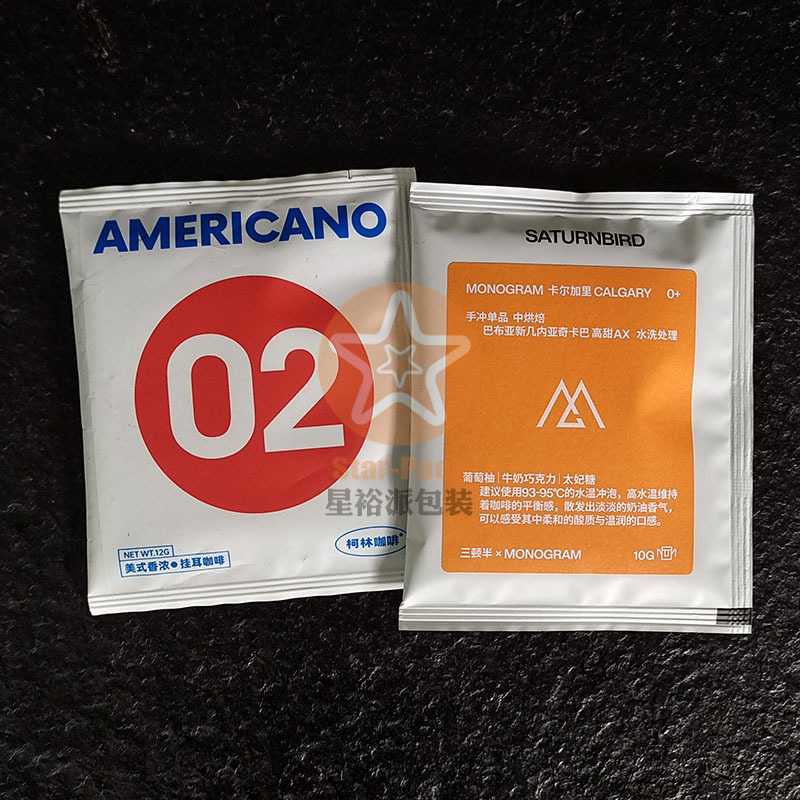 AMERICANO
02
NET WT.12G
美式香浓●挂耳咖啡
柯林咖啡®
SATURNBIRD
MONOGRAM 卡尔加里 CALGARY 0+
手冲单品 中烘焙
巴布亚新几内亚奇卡巴 高甜AX 水洗处理
葡萄柚|牛奶巧克力|太妃糖
建议使用93-95℃的水温冲泡，高水温维持
着咖啡的平衡感，散发出淡淡的奶油香气，
可以感受其中柔和的酸质与温润的口感。
三顿半 × MONOGRAM 10G
Star-Pac
星裕派包装